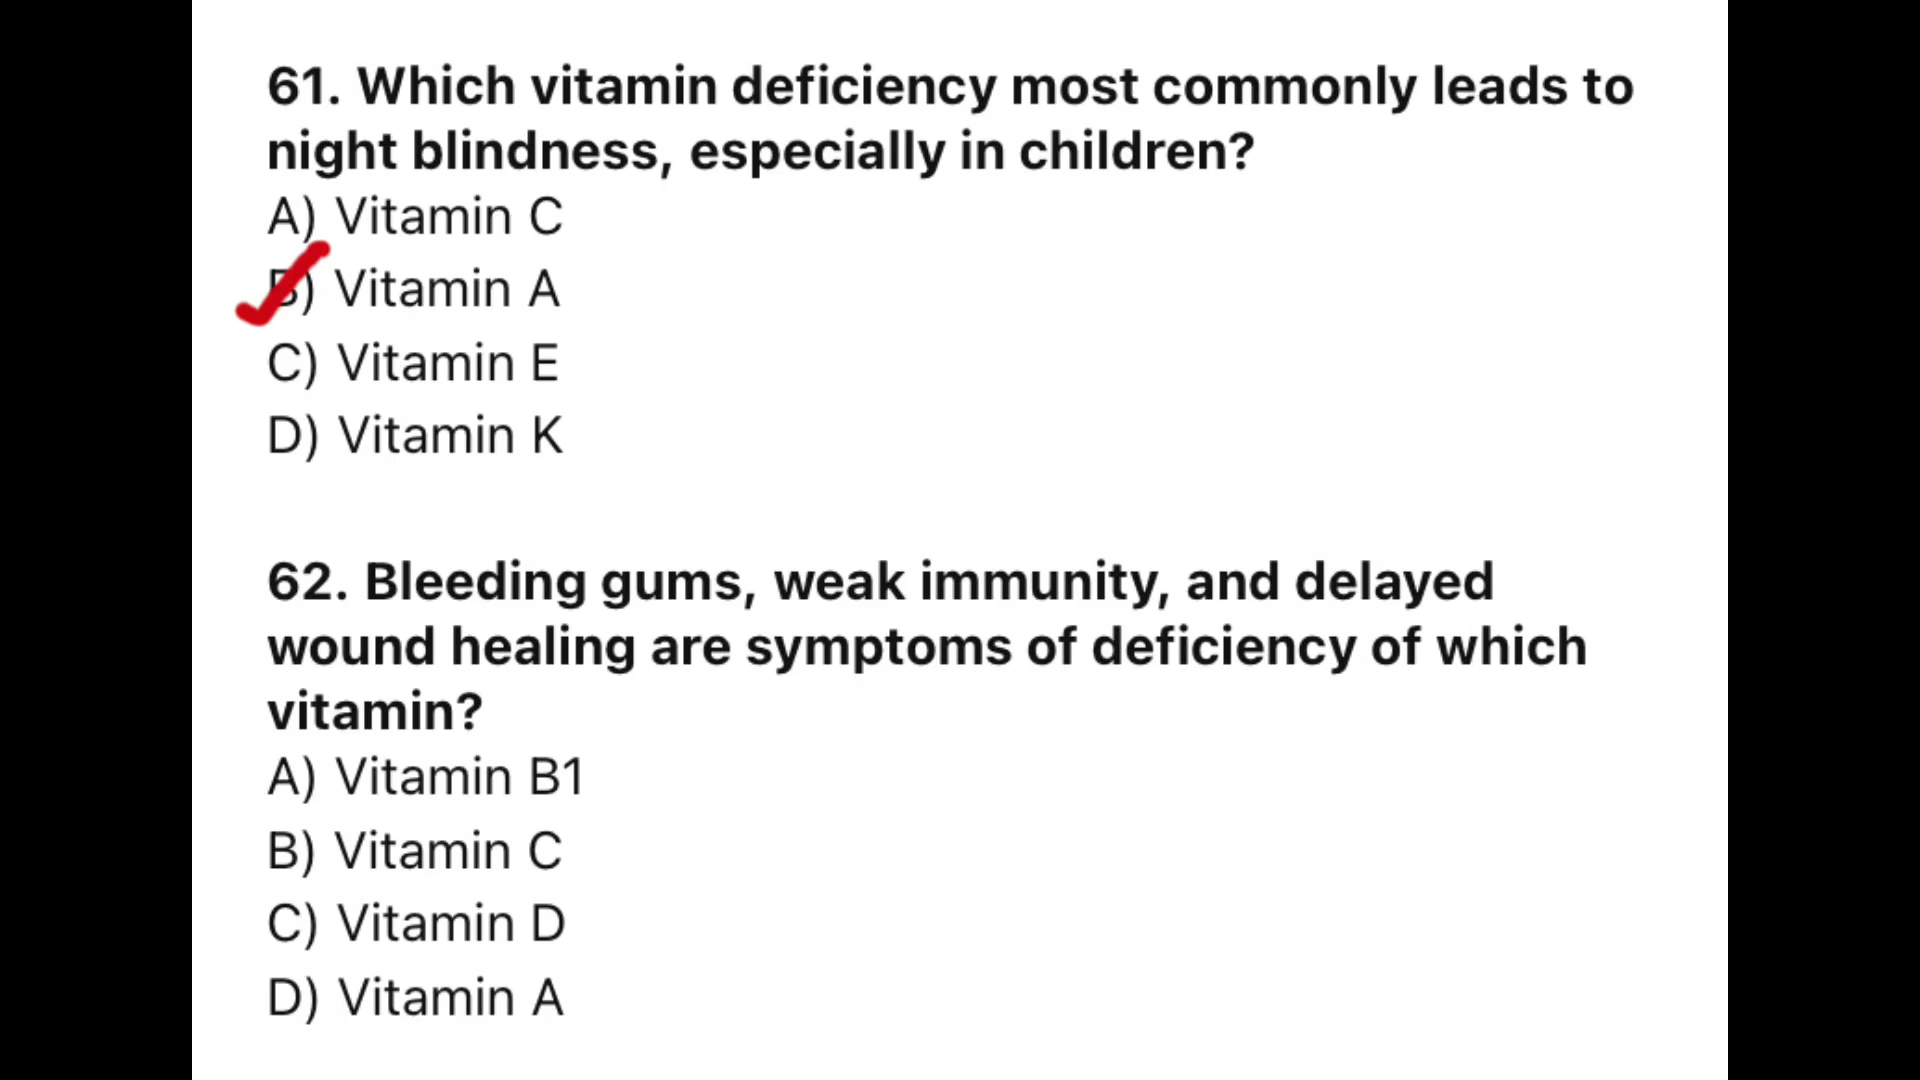 61. Which vitamin deficiency most commonly leads to
night blindness, especially in children?
A) Vitamin C
B) Vitamin A
C) Vitamin E
D) Vitamin K
62. Bleeding gums, weak immunity, and delayed
wound healing are symptoms of deficiency of which
vitamin?
A) Vitamin B1
B) Vitamin C
C) Vitamin D
D) Vitamin A